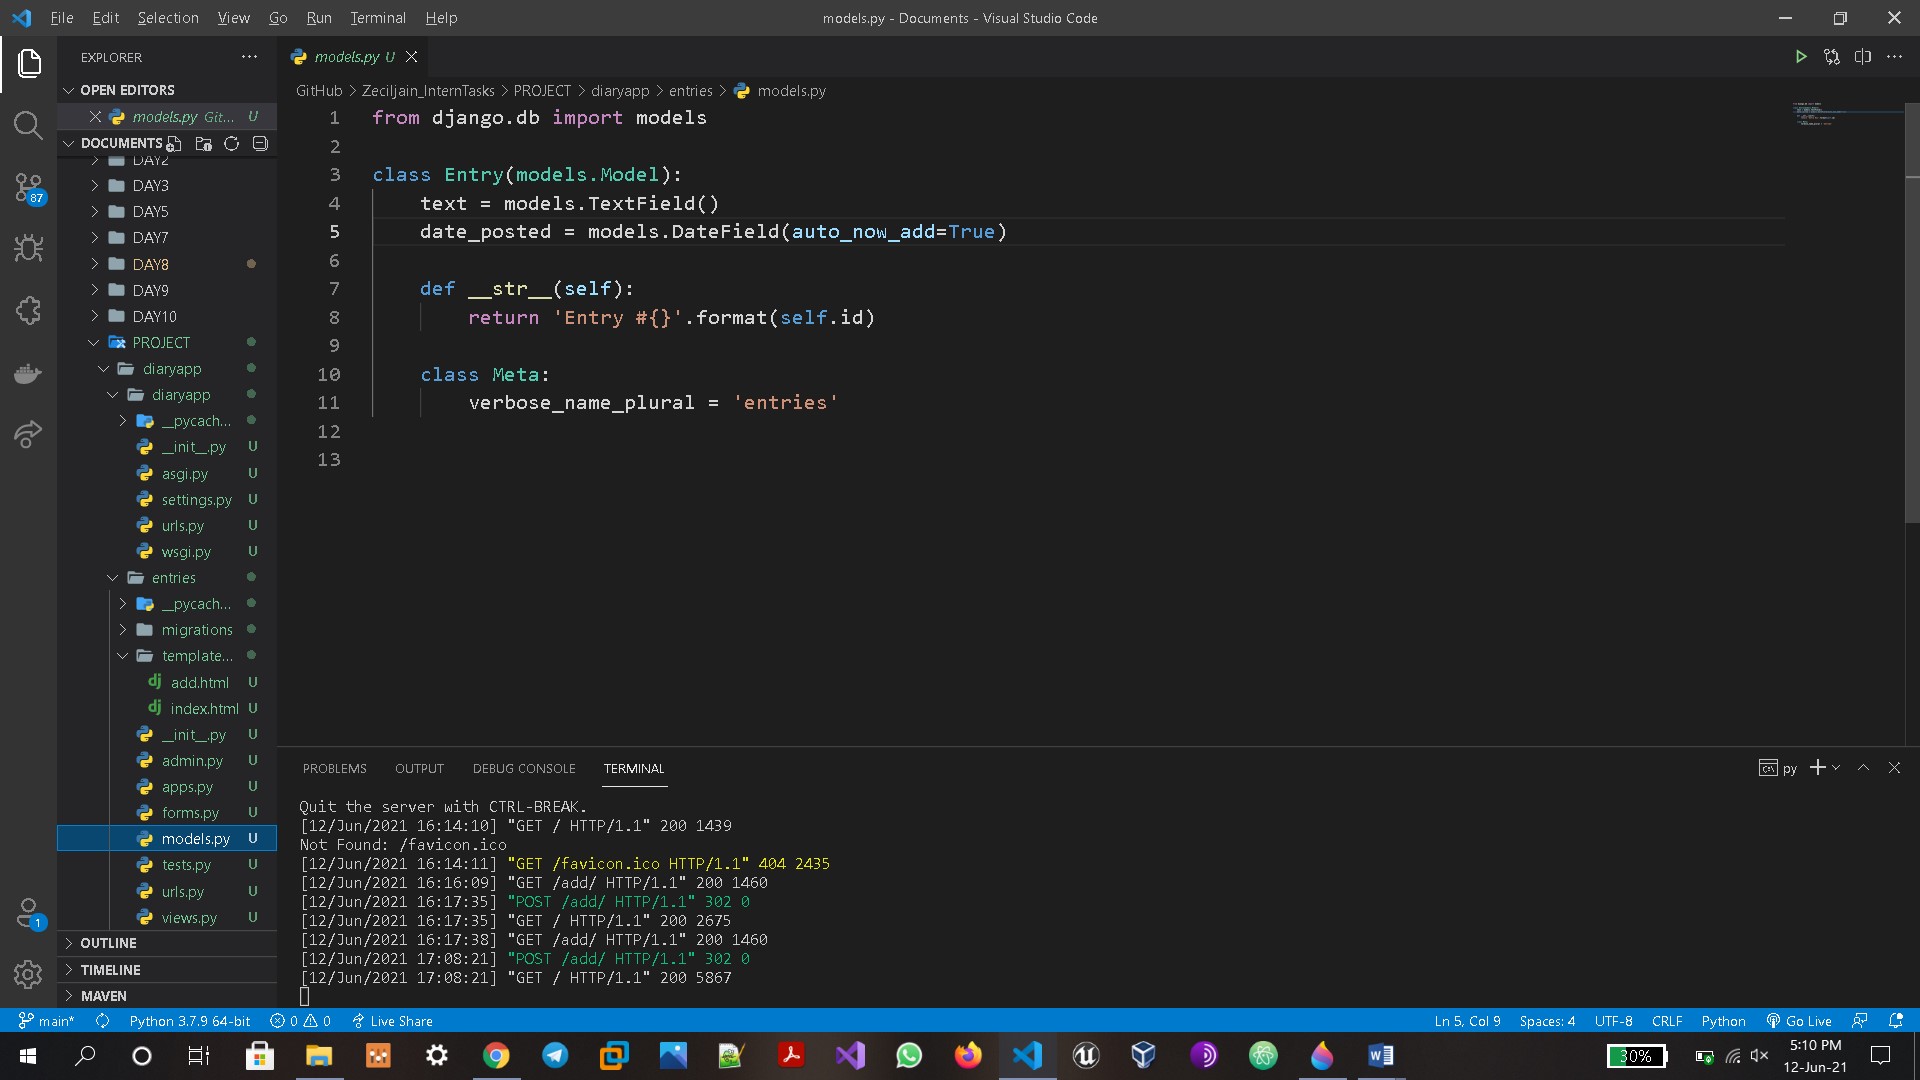 File Edit Selection View Go Run Terminal Help
models.py - Documents - Visual Studio Code
EXPLORER
OPEN EDITORS
models.py Git... U
DOCUMENTS
DAY2
DAY3
DAY5
DAY7
DAY8
DAY9
DAY10
PROJECT
diaryapp
diaryapp
__pycach...
__init__.py U
asgi.py U
settings.py U
urls.py U
wsgi.py U
entries
__pycach...
migrations
template...
add.html U
index.html U
__init__.py U
admin.py U
apps.py U
forms.py U
models.py U
tests.py U
urls.py U
views.py U
OUTLINE
TIMELINE
MAVEN
87
1
models.py U
GitHub > Zeciljain_InternTasks > PROJECT > diaryapp > entries > models.py
1 from django.db import models
2
3 class Entry(models.Model):
4 text = models.TextField()
5 date_posted = models.DateField(auto_now_add=True)
6
7 def __str__(self):
8 return 'Entry #{}'.format(self.id)
9
10 class Meta:
11 verbose_name_plural = 'entries'
12
13
PROBLEMS OUTPUT DEBUG CONSOLE TERMINAL
py
Quit the server with CTRL-BREAK.
[12/Jun/2021 16:14:10] "GET / HTTP/1.1" 200 1439
Not Found: /favicon.ico
[12/Jun/2021 16:14:11] "GET /favicon.ico HTTP/1.1" 404 2435
[12/Jun/2021 16:16:09] "GET /add/ HTTP/1.1" 200 1460
[12/Jun/2021 16:17:35] "POST /add/ HTTP/1.1" 302 0
[12/Jun/2021 16:17:35] "GET / HTTP/1.1" 200 2675
[12/Jun/2021 16:17:38] "GET /add/ HTTP/1.1" 200 1460
[12/Jun/2021 17:08:21] "POST /add/ HTTP/1.1" 302 0
[12/Jun/2021 17:08:21] "GET / HTTP/1.1" 200 5867
main* Python 3.7.9 64-bit 0 0 Live Share
Ln 5, Col 9 Spaces: 4 UTF-8 CRLF Python Go Live
30%
5:10 PM
12-Jun-21